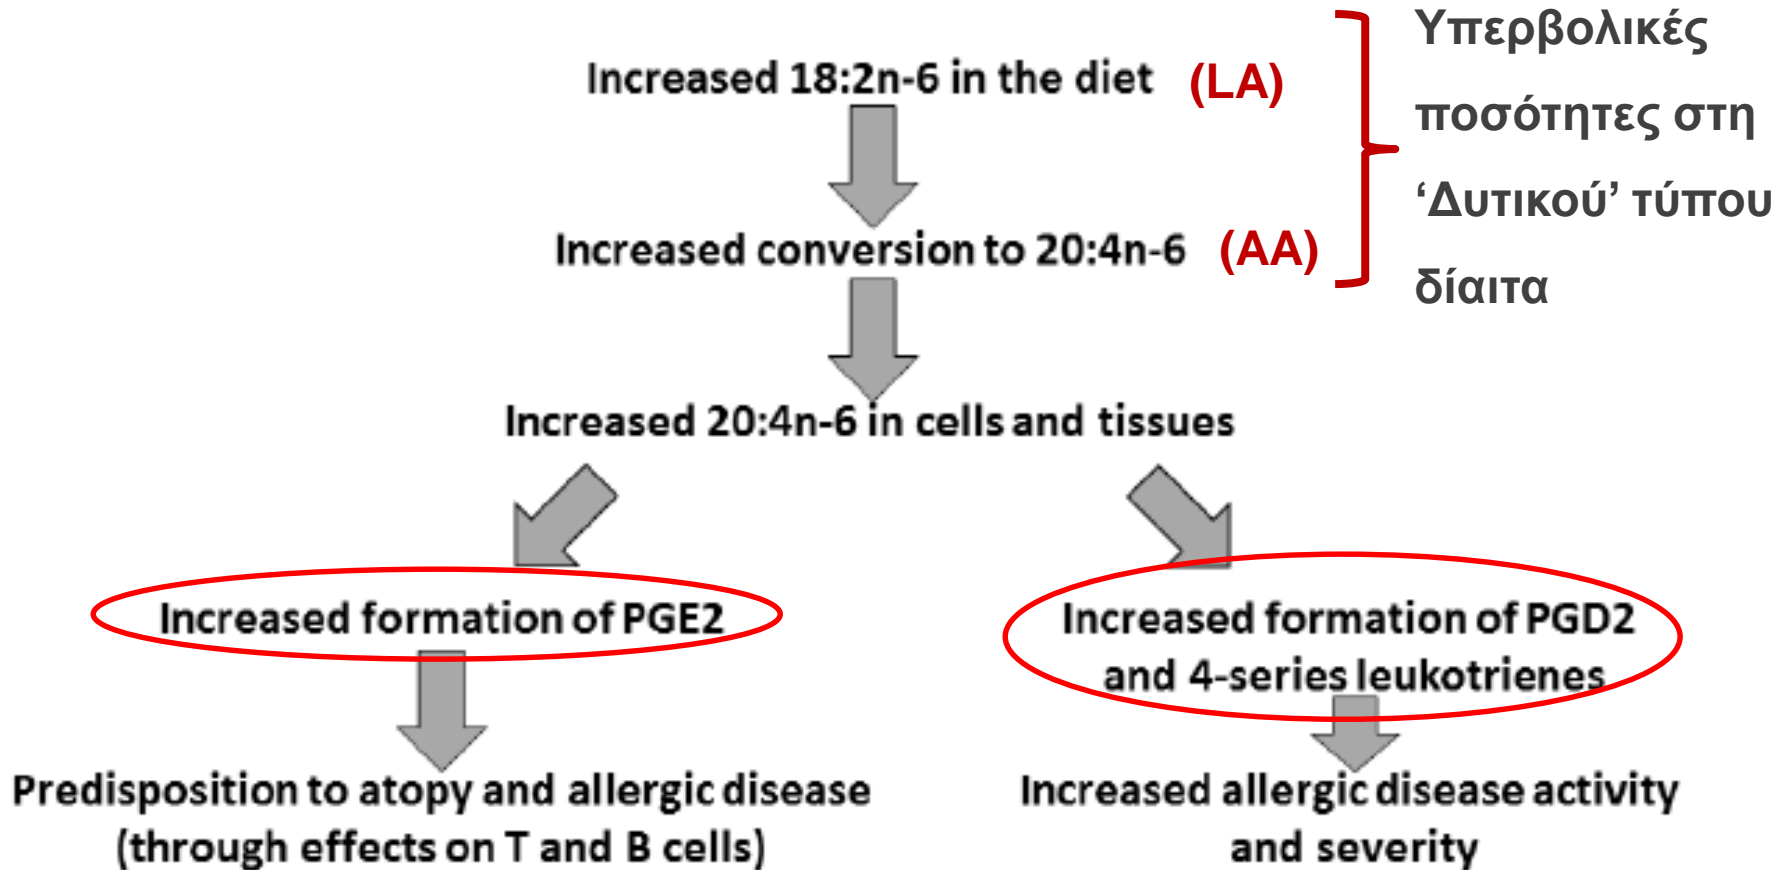 Increased 18:2n-6 in the diet (LA)
Increased conversion to 20:4n-6 (AA)
Υπερβολικές
ποσότητες στη
‘Δυτικού’ τύπου
δίαιτα
Increased 20:4n-6 in cells and tissues
Increased formation of PGE2
Increased formation of PGD2
and 4-series leukotrienes
Predisposition to atopy and allergic disease
(through effects on T and B cells)
Increased allergic disease activity
and severity